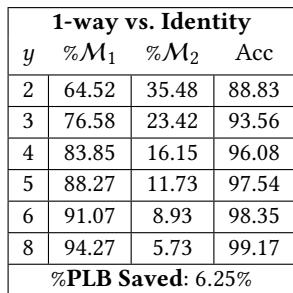 1-way vs. Identity
y %M₁ %M₂ Acc
2 64.52 35.48 88.83
3 76.58 23.42 93.56
4 83.85 16.15 96.08
5 88.27 11.73 97.54
6 91.07 8.93 98.35
8 94.27 5.73 99.17
%PLB Saved: 6.25%